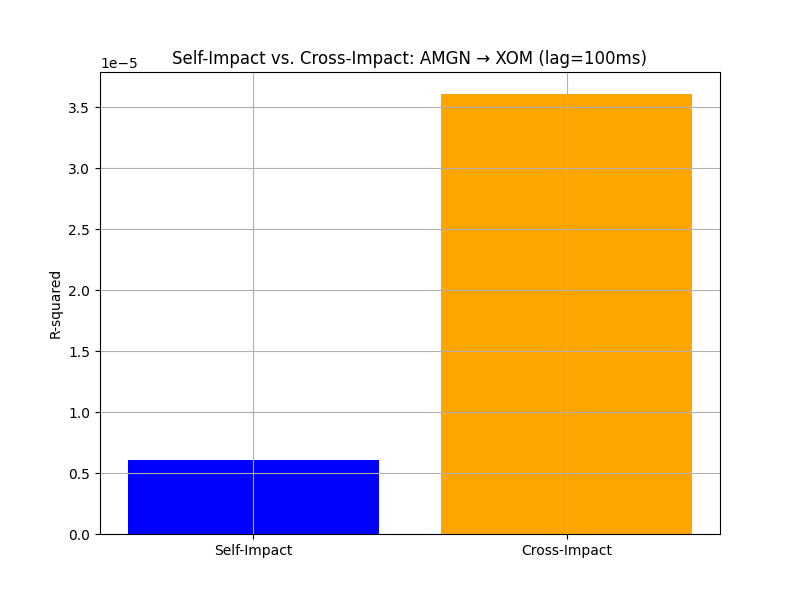 Self-Impact vs. Cross-Impact: AMGN → XOM (lag=100ms)
1e−5
3.5
3.0
2.5
2.0
1.5
1.0
0.5
0.0
R-squared
Self-Impact
Cross-Impact